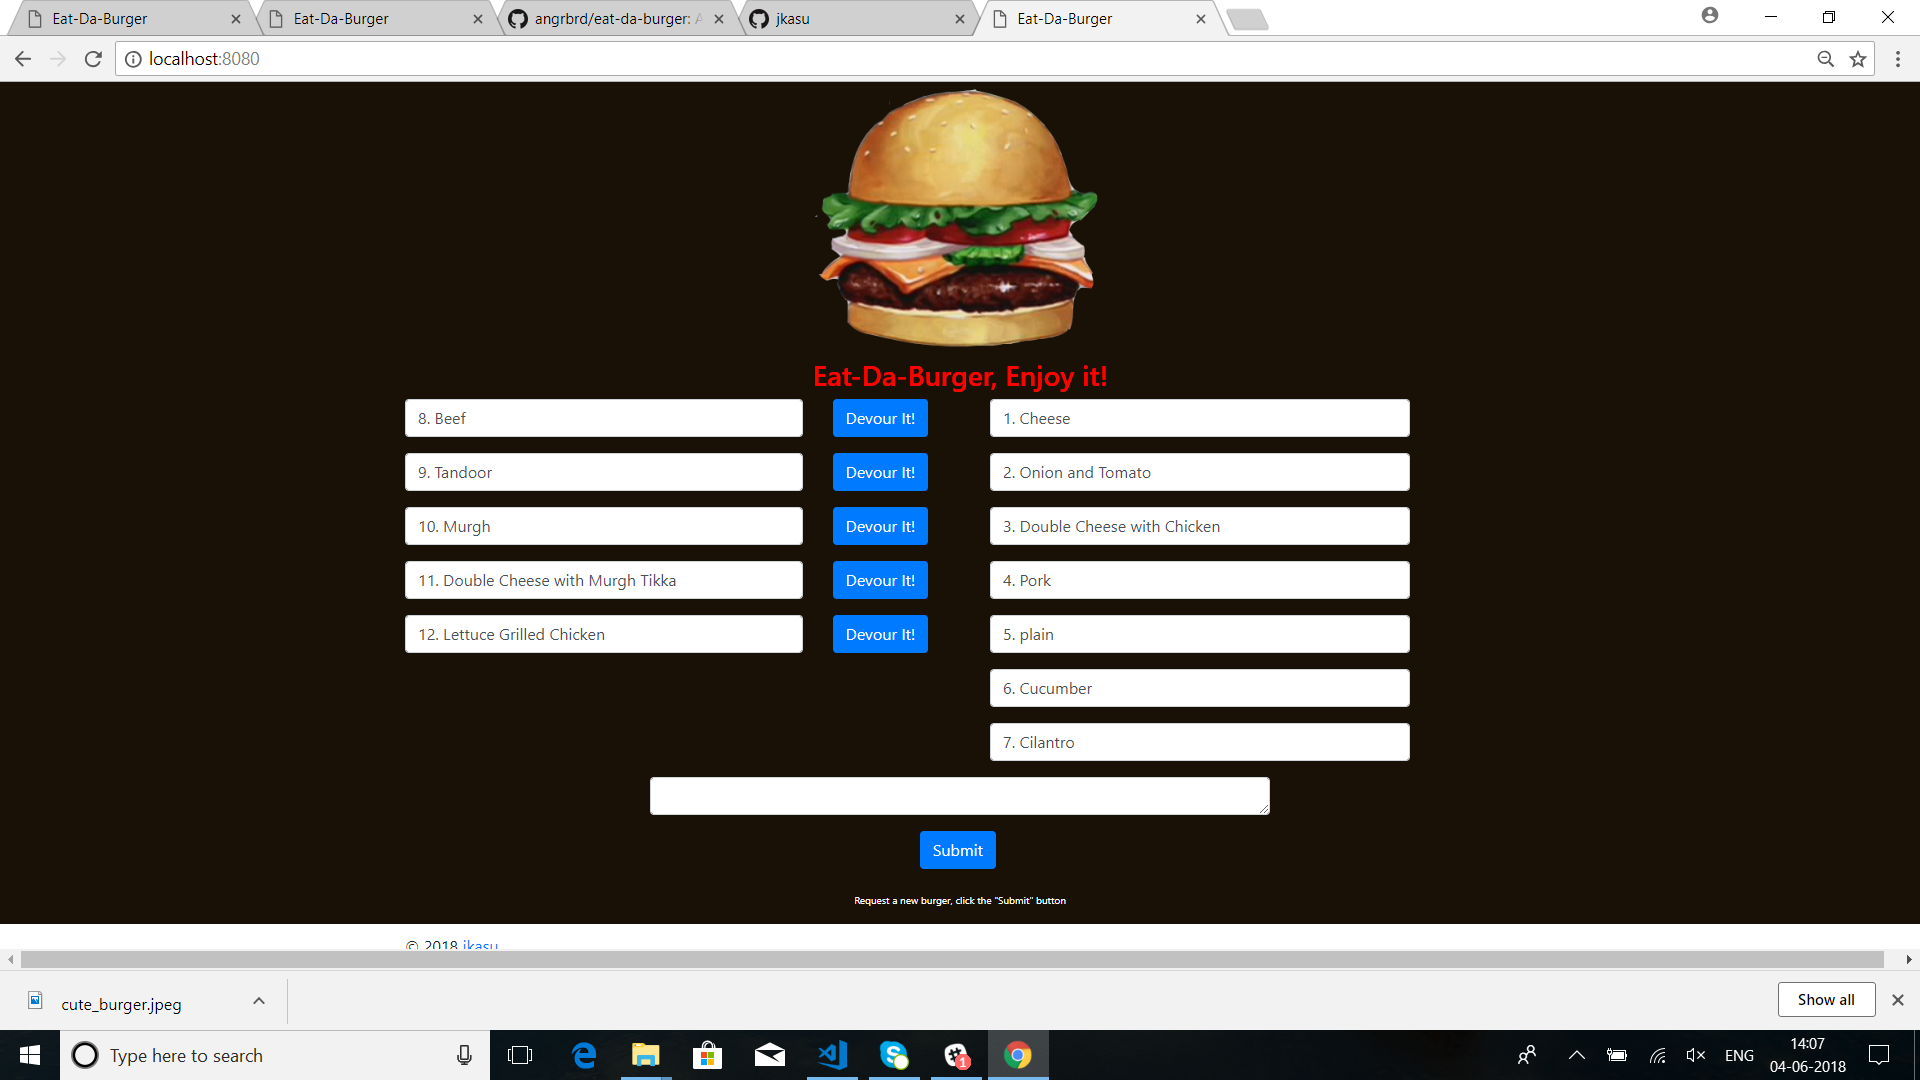 Eat-Da-Burger
Eat-Da-Burger
angrbrd/eat-da-burger: A
jkasu
Eat-Da-Burger
localhost:8080
Eat-Da-Burger, Enjoy it!
8. Beef
Devour It!
1. Cheese
9. Tandoor
Devour It!
2. Onion and Tomato
10. Murgh
Devour It!
3. Double Cheese with Chicken
11. Double Cheese with Murgh Tikka
Devour It!
4. Pork
12. Lettuce Grilled Chicken
Devour It!
5. plain
6. Cucumber
7. Cilantro
Submit
Request a new burger, click the "Submit" button
© 2018 jkasu
cute_burger.jpeg
Show all
Type here to search
1
ENG
14:07
04-06-2018